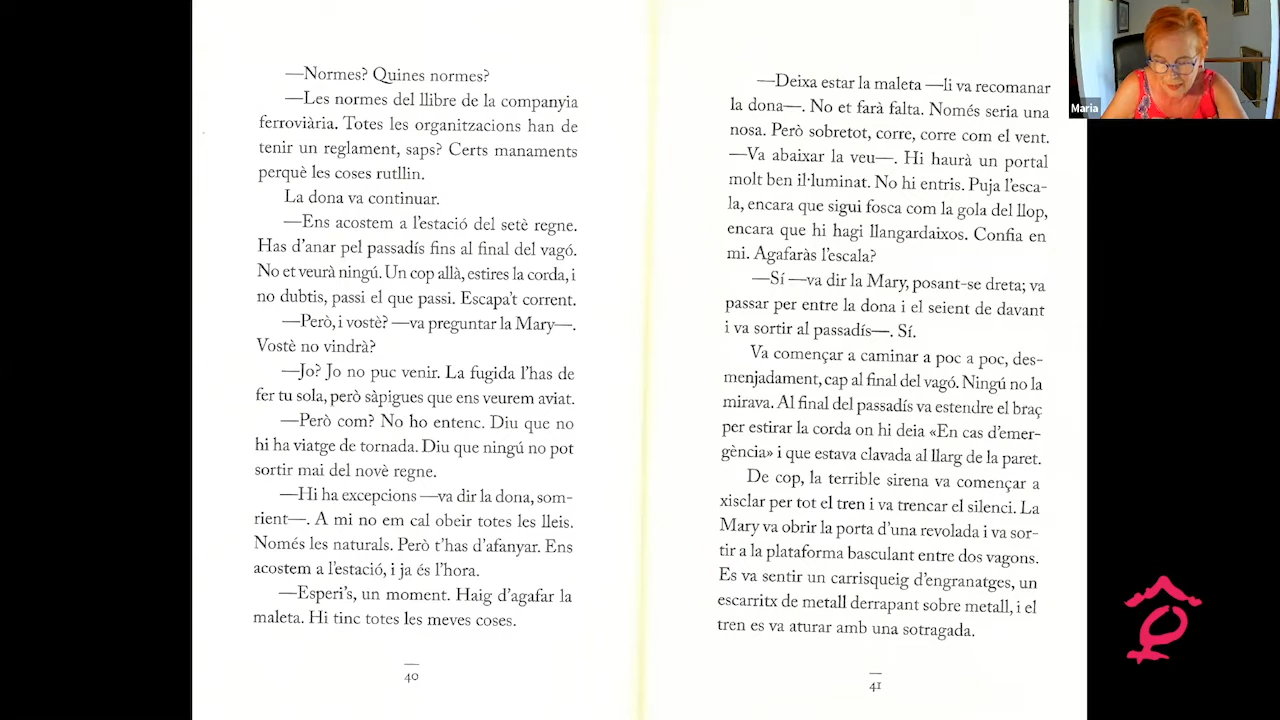 —Normes? Quines normes?
—Les normes del llibre de la companyia
ferroviària. Totes les organitzacions han de
tenir un reglament, saps? Certs manaments
perquè les coses rutllin.
La dona va continuar.
—Ens acostem a l'estació del setè regne.
Has d'anar pel passadís fins al final del vagó.
No et veurà ningú. Un cop allà, estires la corda, i
no dubtis, passi el que passi. Escapa't corrent.
—Però, i vostè? —va preguntar la Mary—.
Vostè no vindrà?
—Jo? Jo no puc venir. La fugida l'has de
fer tu sola, però sàpigues que ens veurem aviat.
—Però com? No ho entenc. Diu que no
hi ha viatge de tornada. Diu que ningú no pot
sortir mai del novè regne.
—Hi ha excepcions —va dir la dona, som-
rient—. A mi no em cal obeir totes les lleis.
Només les naturals. Però t'has d'afanyar. Ens
acostem a l'estació, i ja és l'hora.
—Esperi's, un moment. Haig d'agafar la
maleta. Hi tinc totes les meves coses.
40
—Deixa estar la maleta —li va recomanar
la dona—. No et farà falta. Només seria una
nosa. Però sobretot, corre, corre com el vent.
—Va abaixar la veu—. Hi haurà un portal
molt ben il·luminat. No hi entris. Puja l'esca-
la, encara que sigui fosca com la gola del llop,
encara que hi hagi llangardaixos. Confia en
mi. Agafaràs l'escala?
—Sí —va dir la Mary, posant-se dreta; va
passar per entre la dona i el seient de davant
i va sortir al passadís—. Sí.
Va començar a caminar a poc a poc, des-
menjadament, cap al final del vagó. Ningú no la
mirava. Al final del passadís va estendre el braç
per estirar la corda on hi deia «En cas d'emer-
gència» i que estava clavada al llarg de la paret.
De cop, la terrible sirena va començar a
xisclar per tot el tren i va trencar el silenci. La
Mary va obrir la porta d'una revolada i va sor-
tir a la plataforma basculant entre dos vagons.
Es va sentir un carrisqueig d'engranatges, un
escarritx de metall derrapant sobre metall, i el
tren es va aturar amb una sotragada.
41
Maria